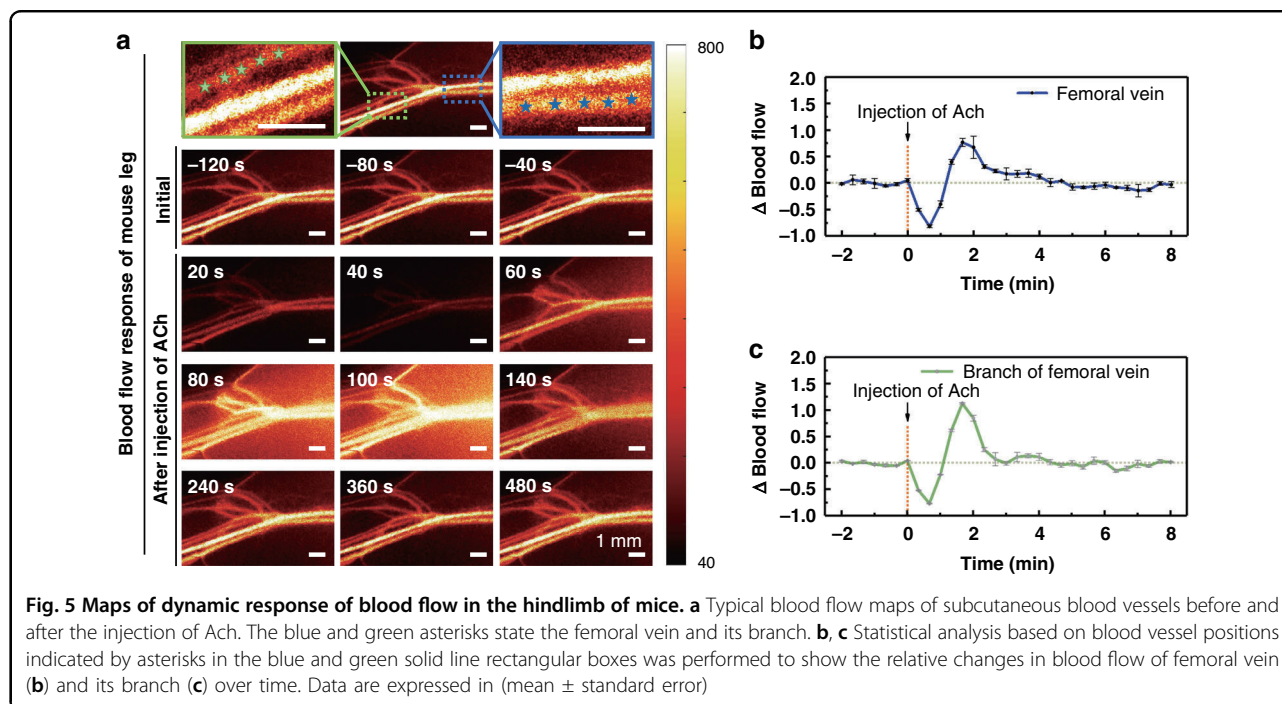 a
800
Blood flow response of mouse leg
Initial
−120 s
−80 s
−40 s
After injection of ACh
20 s
40 s
60 s
80 s
100 s
140 s
240 s
360 s
480 s
1 mm
40
b
2.0
1.5
1.0
0.5
0.0
−0.5
−1.0
Δ Blood flow
Femoral vein
Injection of Ach
−2 0 2 4 6 8
Time (min)
c
2.0
1.5
1.0
0.5
0.0
−0.5
−1.0
Δ Blood flow
Branch of femoral vein
Injection of Ach
−2 0 2 4 6 8
Time (min)
Fig. 5 Maps of dynamic response of blood flow in the hindlimb of mice. a Typical blood flow maps of subcutaneous blood vessels before and
after the injection of Ach. The blue and green asterisks state the femoral vein and its branch. b, c Statistical analysis based on blood vessel positions
indicated by asterisks in the blue and green solid line rectangular boxes was performed to show the relative changes in blood flow of femoral vein
(b) and its branch (c) over time. Data are expressed in (mean ± standard error)